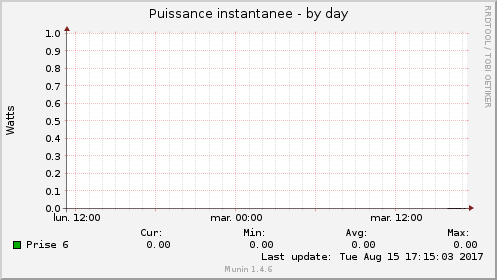 Puissance instantanee - by day
RRDTOOL / TOBI OETIKER
Watts
1.0
0.9
0.8
0.7
0.6
0.5
0.4
0.3
0.2
0.1
0.0
lun. 12:00 mar. 00:00 mar. 12:00
Cur: Min: Avg: Max:
Prise 6 0.00 0.00 0.00 0.00
Last update: Tue Aug 15 17:15:03 2017
Munin 1.4.6